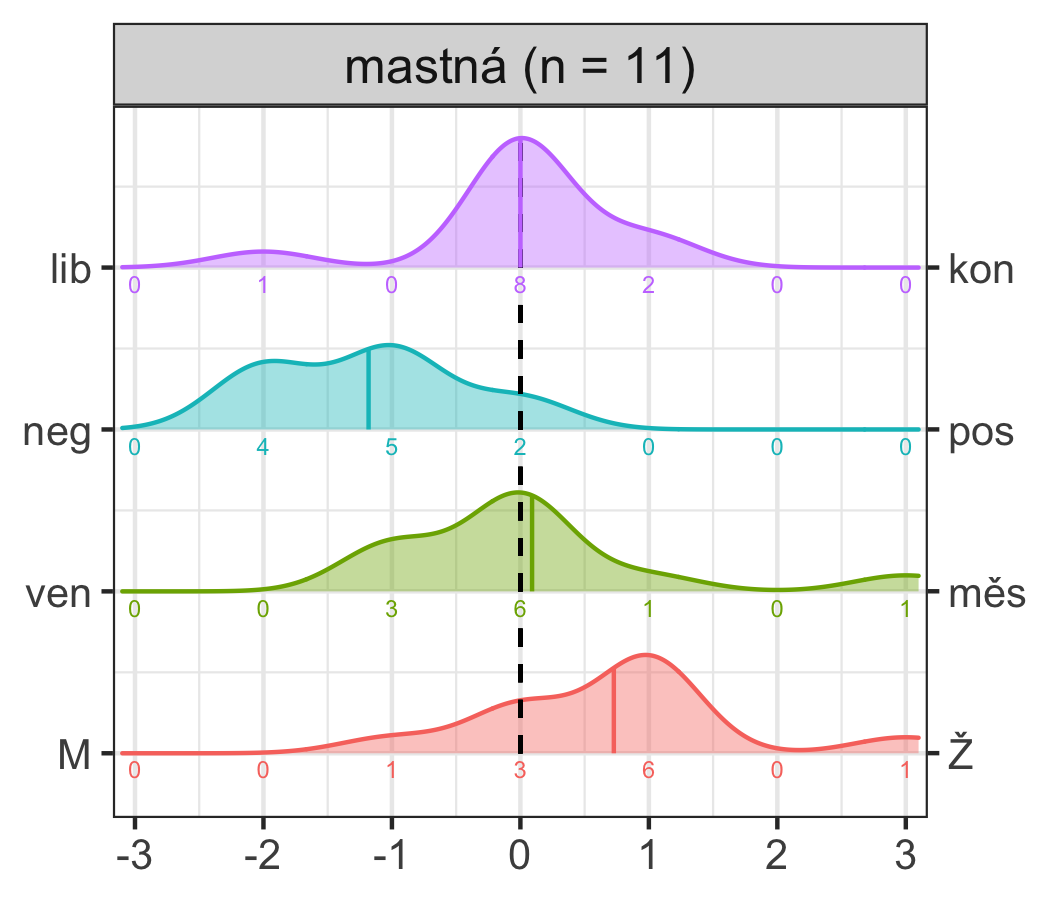 mastná (n = 11)
lib kon
0 1 0 8 2 0 0
neg pos
0 4 5 2 0 0 0
ven měs
0 0 3 6 1 0 1
M Ž
0 0 1 3 6 0 1
-3 -2 -1 0 1 2 3